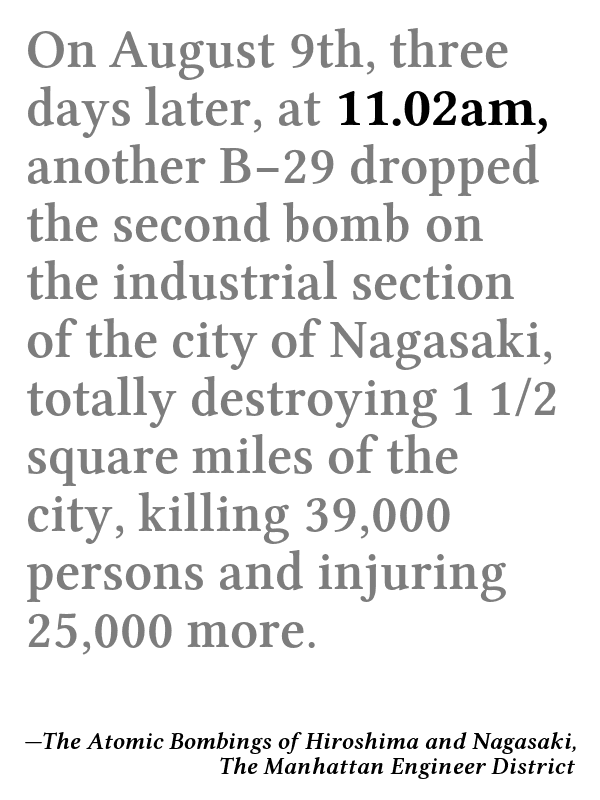 On August 9th, three
days later, at 11.02am,
another B–29 dropped
the second bomb on
the industrial section
of the city of Nagasaki,
totally destroying 1 1/2
square miles of the
city, killing 39,000
persons and injuring
25,000 more.
—The Atomic Bombings of Hiroshima and Nagasaki,
The Manhattan Engineer District